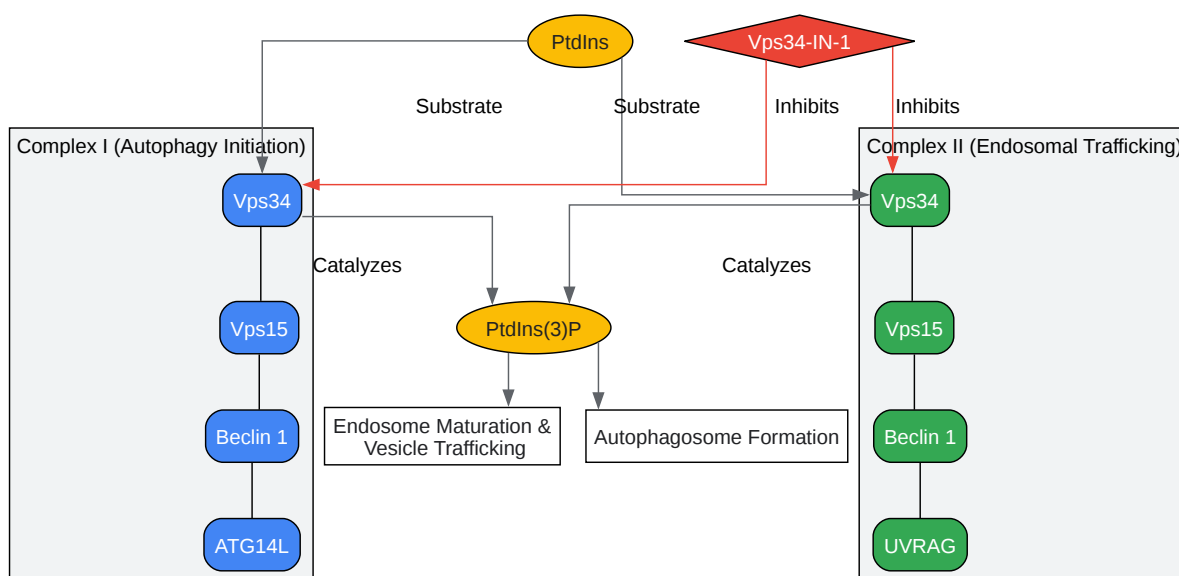 PtdIns
Vps34-IN-1
Substrate
Substrate
Inhibits
Inhibits
Complex I (Autophagy Initiation)
Complex II (Endosomal Trafficking)
Vps34
Vps34
Catalyzes
Catalyzes
Vps15
PtdIns(3)P
Vps15
Endosome Maturation &
Vesicle Trafficking
Autophagosome Formation
Beclin 1
Beclin 1
ATG14L
UVRAG